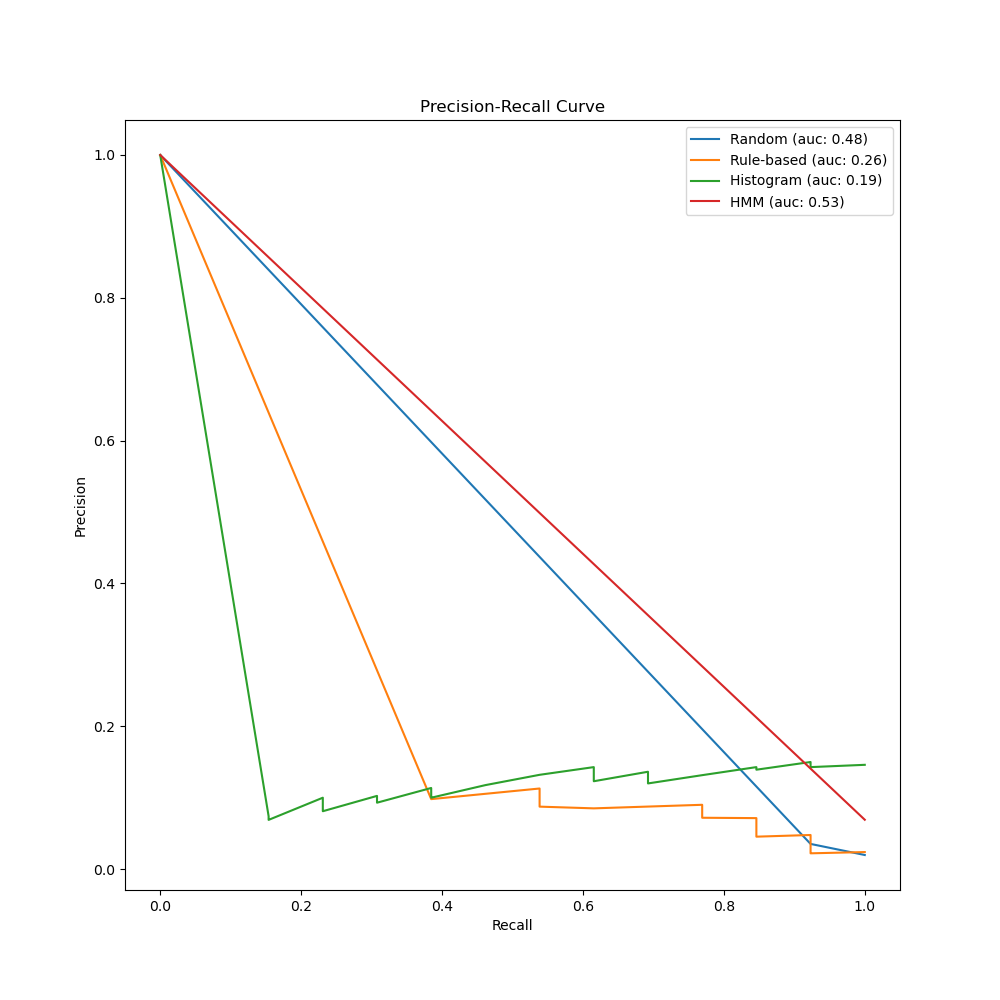 Precision-Recall Curve
Random (auc: 0.48)
Rule-based (auc: 0.26)
Histogram (auc: 0.19)
HMM (auc: 0.53)
1.0
0.8
0.6
0.4
0.2
0.0
Precision
0.0 0.2 0.4 0.6 0.8 1.0
Recall